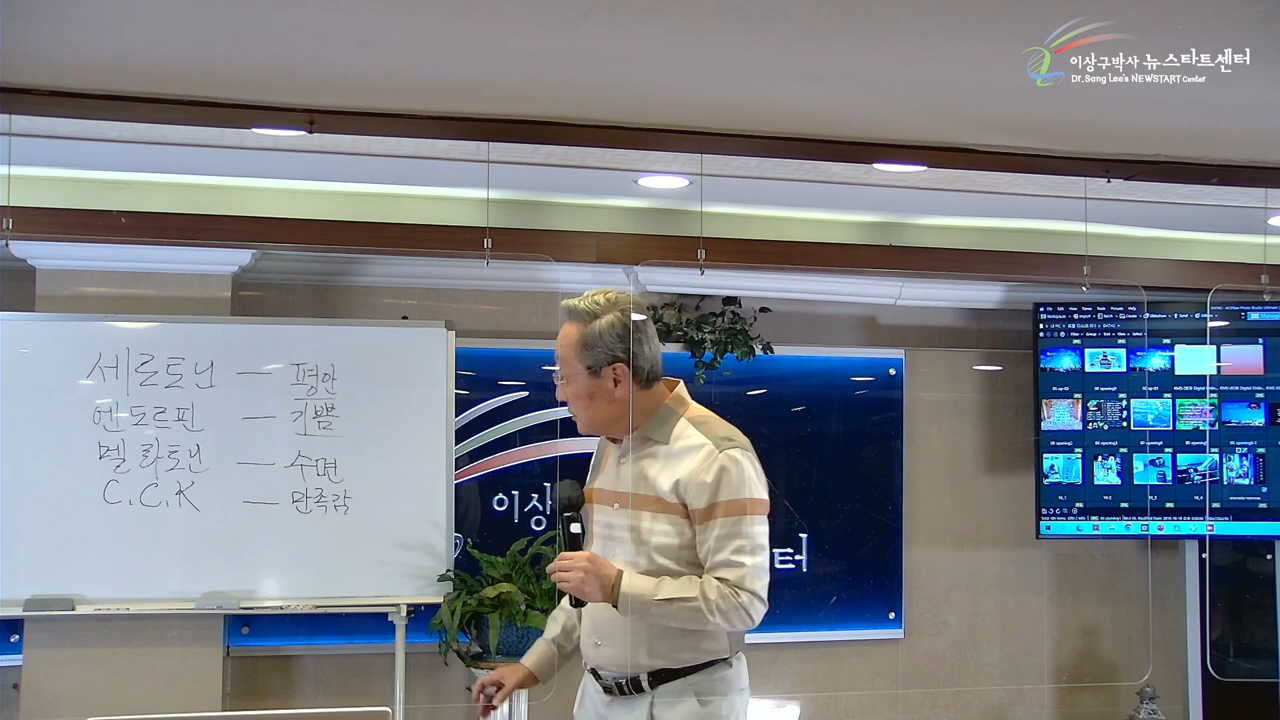 이상구박사 뉴스타트센터
Dr. Sang Lee's NEWSTART Center
세로토닌 — 평안
엔도르핀 — 기쁨
멜라토닌 — 수면
C.C.K — 만족감
이상
터